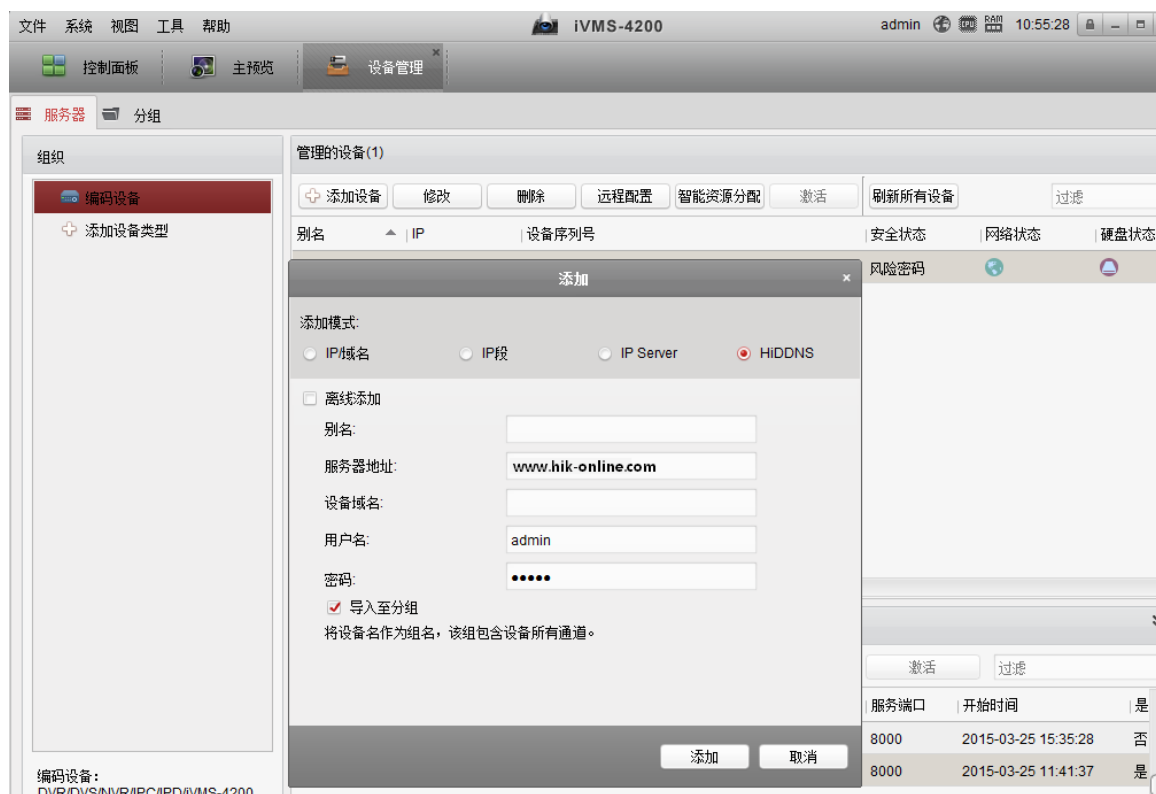 文件 系统 视图 工具 帮助 iVMS-4200 admin 10:55:28
控制面板 主预览 设备管理
服务器 分组
组织
编码设备
添加设备类型
编码设备：
DVR/DVS/NVR/IPC/IPD/iVMS-4200
管理的设备(1)
添加设备 修改 删除 远程配置 智能资源分配 激活 刷新所有设备 过滤
别名 IP 设备序列号 安全状态 网络状态 硬盘状态
风险密码
添加
添加模式:
IP/域名 IP段 IP Server HiDDNS
离线添加
别名:
服务器地址: www.hik-online.com
设备域名:
用户名: admin
密码: •••••
导入至分组
将设备名作为组名，该组包含设备所有通道。
添加 取消
激活 过滤
服务端口 开始时间 是
8000 2015-03-25 15:35:28 否
8000 2015-03-25 11:41:37 是